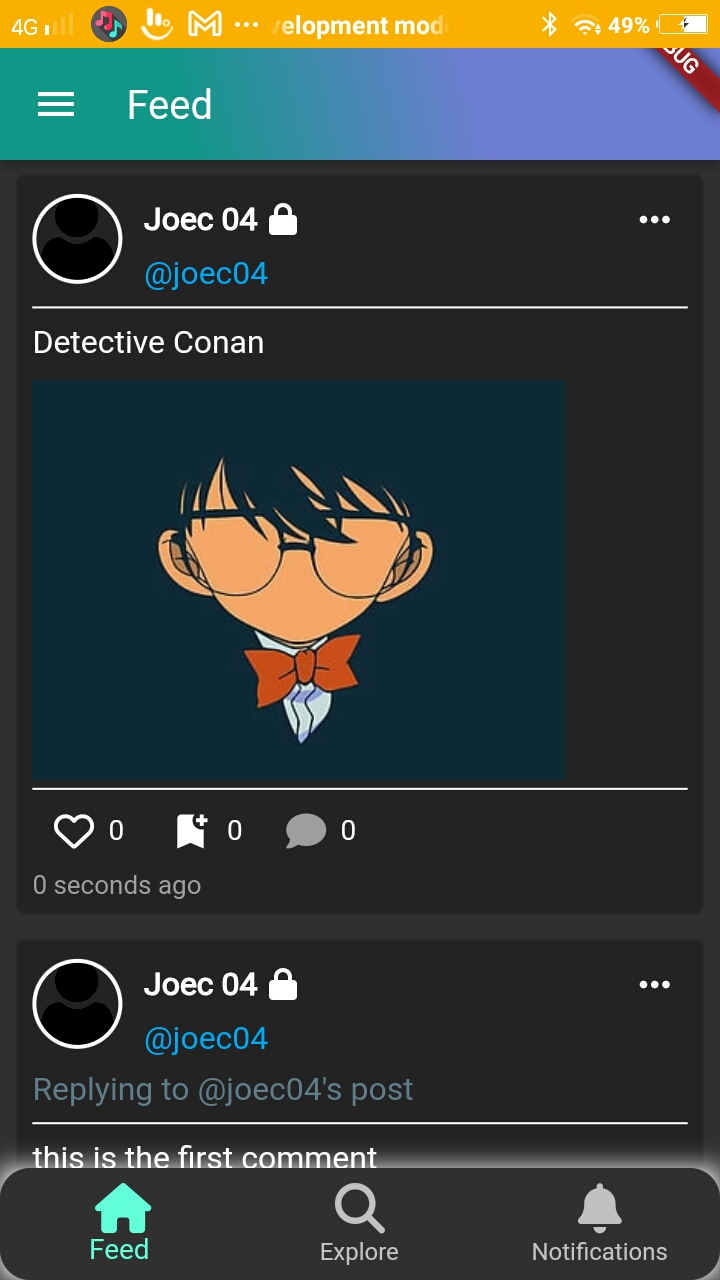 4G velopment mod 49%
BUG
Feed
Joec 04
@joec04
Detective Conan
0 0 0
0 seconds ago
Joec 04
@joec04
Replying to @joec04's post
this is the first comment
Feed Explore Notifications